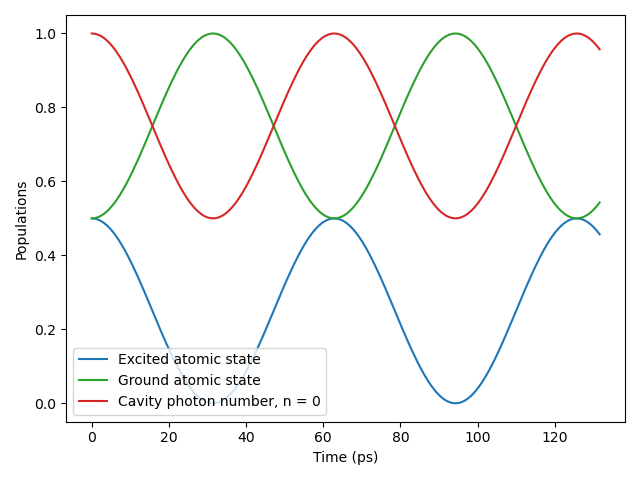 1.0
0.8
0.6
0.4
0.2
0.0
Populations
Excited atomic state
Ground atomic state
Cavity photon number, n = 0
0 20 40 60 80 100 120
Time (ps)